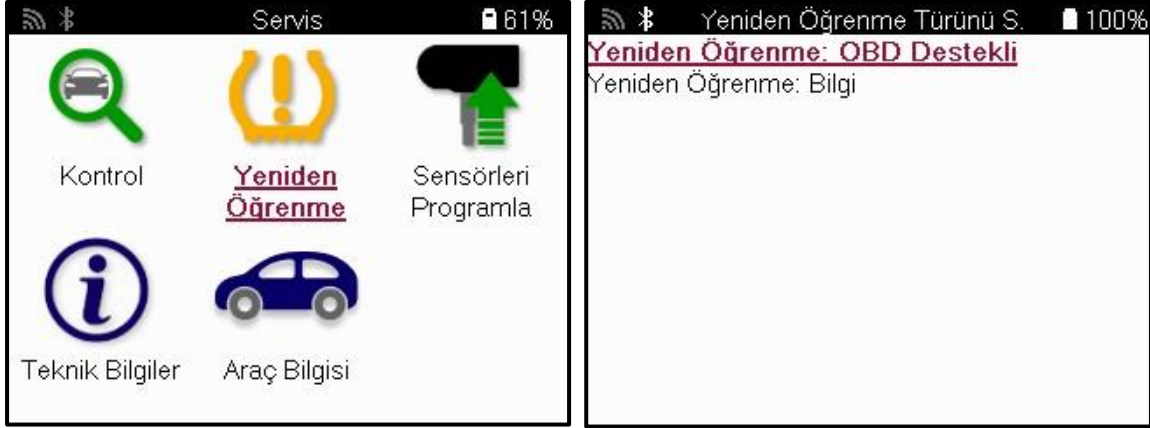 Servis
61%
Kontrol
Yeniden
Öğrenme
Sensörleri
Programla
Teknik Bilgiler
Araç Bilgisi
Yeniden Öğrenme Türünü S.
100%
Yeniden Öğrenme: OBD Destekli
Yeniden Öğrenme: Bilgi